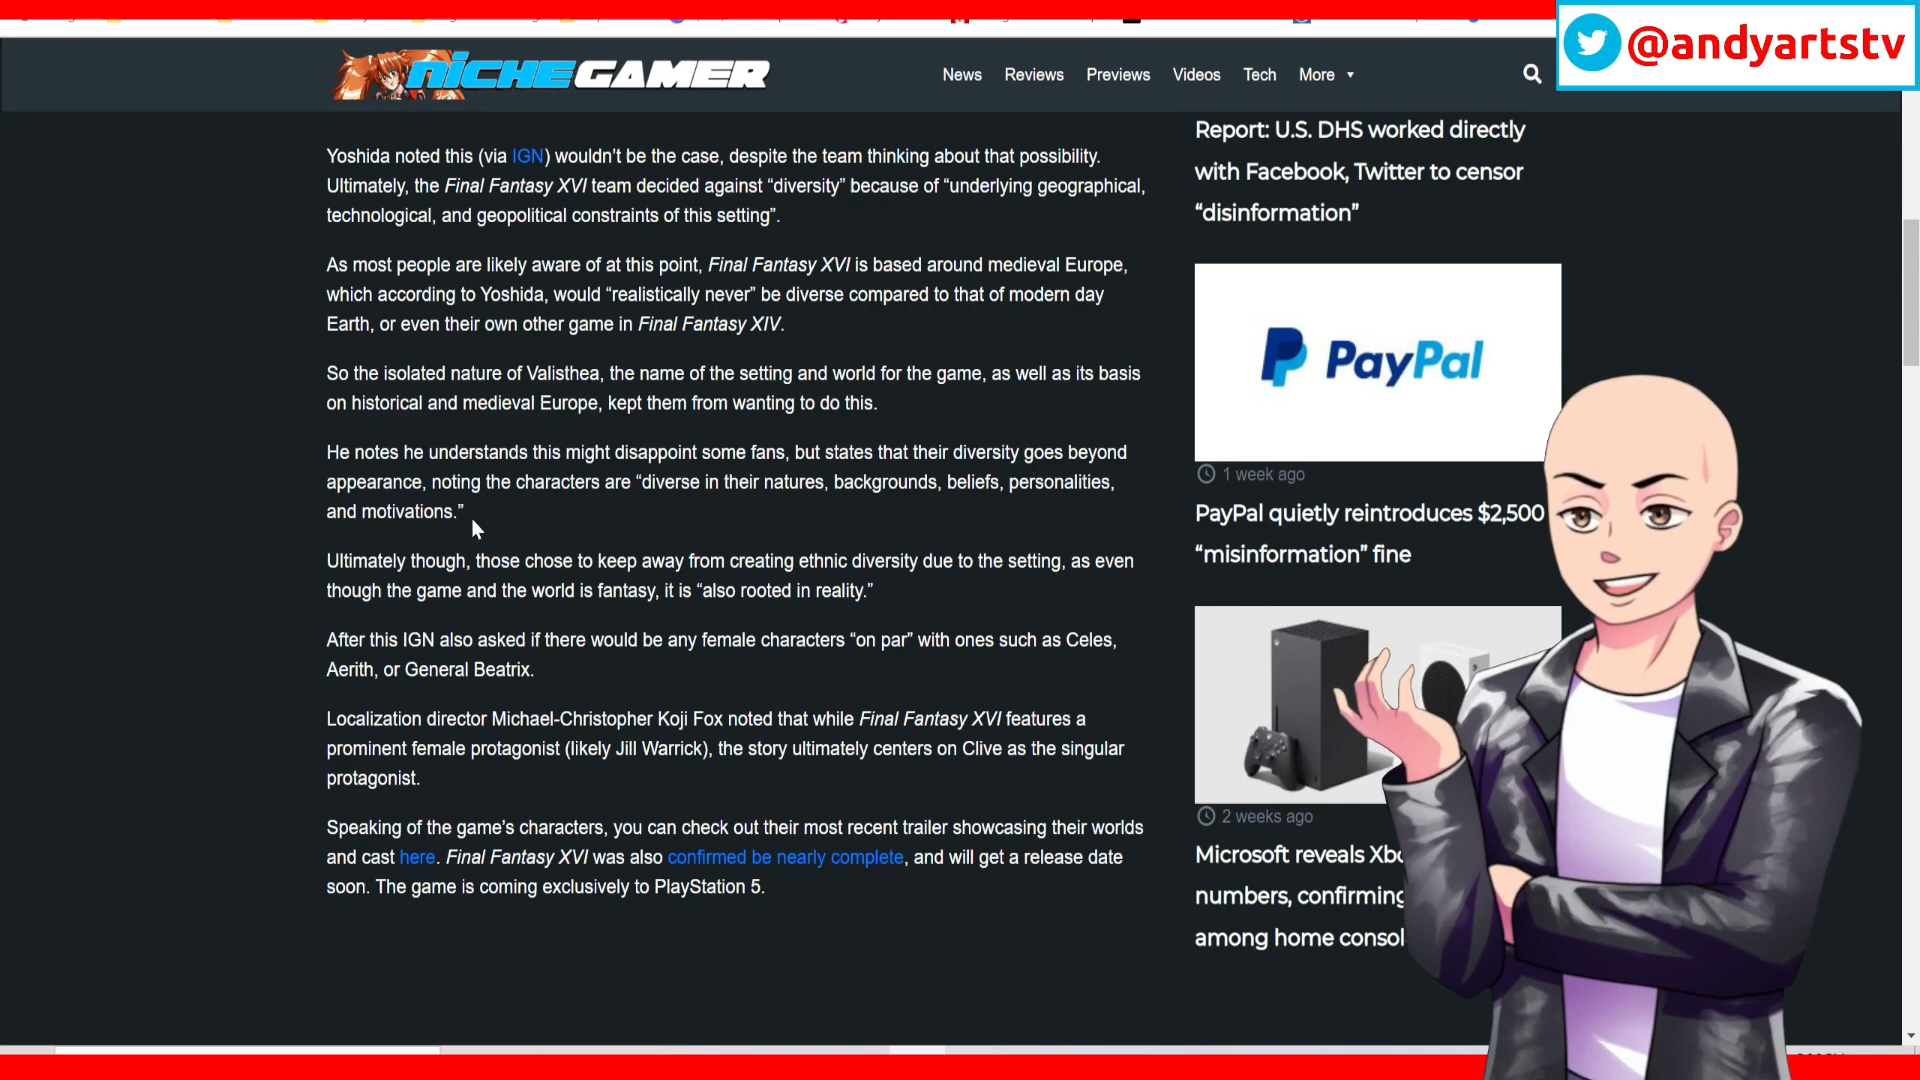 @andyartstv
NICHEGAMER
News Reviews Previews Videos Tech More
Yoshida noted this (via IGN) wouldn’t be the case, despite the team thinking about that possibility.
Ultimately, the Final Fantasy XVI team decided against “diversity” because of “underlying geographical,
technological, and geopolitical constraints of this setting”.
As most people are likely aware of at this point, Final Fantasy XVI is based around medieval Europe,
which according to Yoshida, would “realistically never” be diverse compared to that of modern day
Earth, or even their own other game in Final Fantasy XIV.
So the isolated nature of Valisthea, the name of the setting and world for the game, as well as its basis
on historical and medieval Europe, kept them from wanting to do this.
He notes he understands this might disappoint some fans, but states that their diversity goes beyond
appearance, noting the characters are “diverse in their natures, backgrounds, beliefs, personalities,
and motivations.”
Ultimately though, those chose to keep away from creating ethnic diversity due to the setting, as even
though the game and the world is fantasy, it is “also rooted in reality.”
After this IGN also asked if there would be any female characters “on par” with ones such as Celes,
Aerith, or General Beatrix.
Localization director Michael-Christopher Koji Fox noted that while Final Fantasy XVI features a
prominent female protagonist (likely Jill Warrick), the story ultimately centers on Clive as the singular
protagonist.
Speaking of the game’s characters, you can check out their most recent trailer showcasing their worlds
and cast here. Final Fantasy XVI was also confirmed be nearly complete, and will get a release date
soon. The game is coming exclusively to PlayStation 5.
Report: U.S. DHS worked directly
with Facebook, Twitter to censor
“disinformation”
PayPal
1 week ago
PayPal quietly reintroduces $2,500
“misinformation” fine
2 weeks ago
Microsoft reveals
numbers, confirming
among home